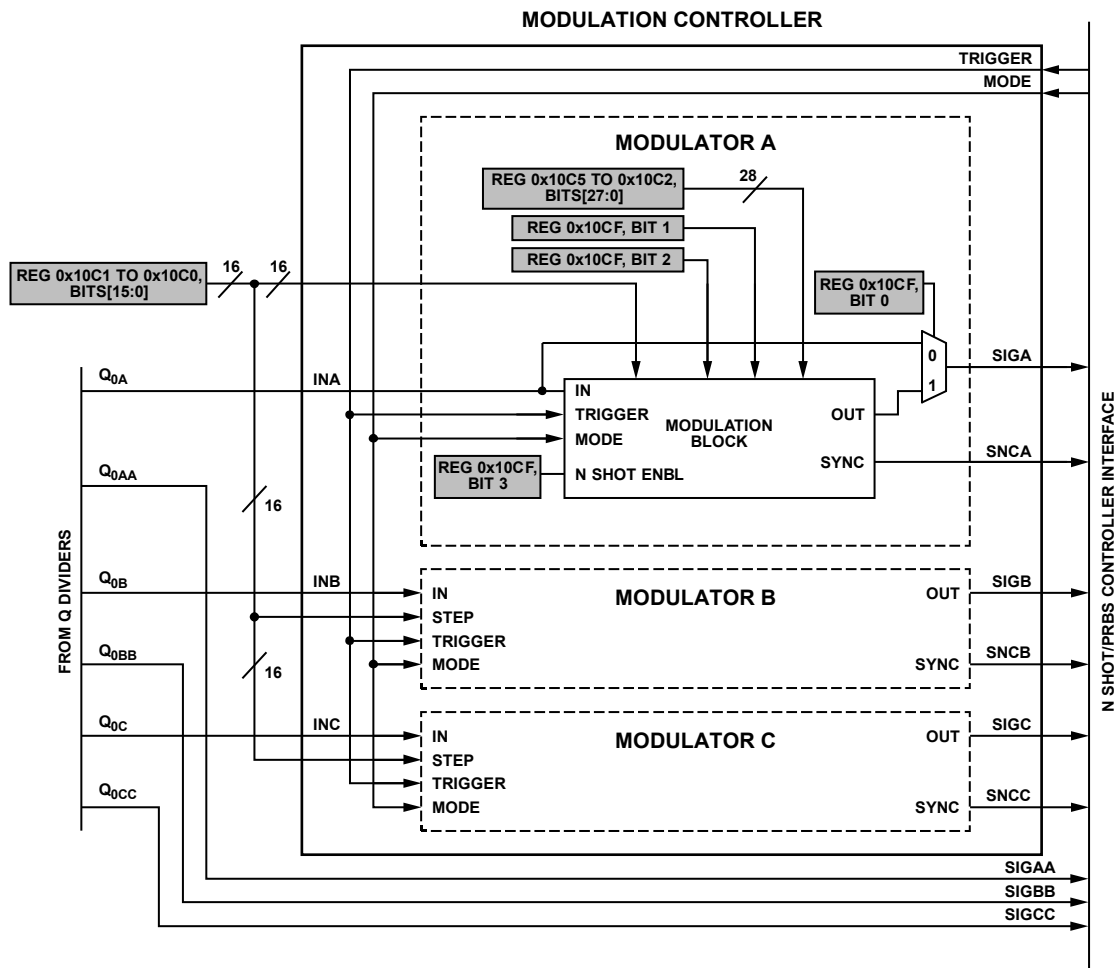 MODULATION CONTROLLER
TRIGGER
MODE
MODULATOR A
REG 0x10C5 TO 0x10C2,
BITS[27:0]
28
REG 0x10CF, BIT 1
REG 0x10CF, BIT 2
REG 0x10C1 TO 0x10C0,
BITS[15:0]
16
16
REG 0x10CF,
BIT 0
0
1
SIGA
Q0A
INA
IN
TRIGGER
MODE
N SHOT ENBL
MODULATION
BLOCK
OUT
SYNC
SNCA
REG 0x10CF,
BIT 3
Q0AA
16
FROM Q DIVIDERS
Q0B
INB
IN
STEP
TRIGGER
MODE
MODULATOR B
OUT
SYNC
SIGB
SNCB
Q0BB
16
Q0C
INC
IN
STEP
TRIGGER
MODE
MODULATOR C
OUT
SYNC
SIGC
SNCC
Q0CC
SIGAA
SIGBB
SIGCC
N SHOT/PRBS CONTROLLER INTERFACE